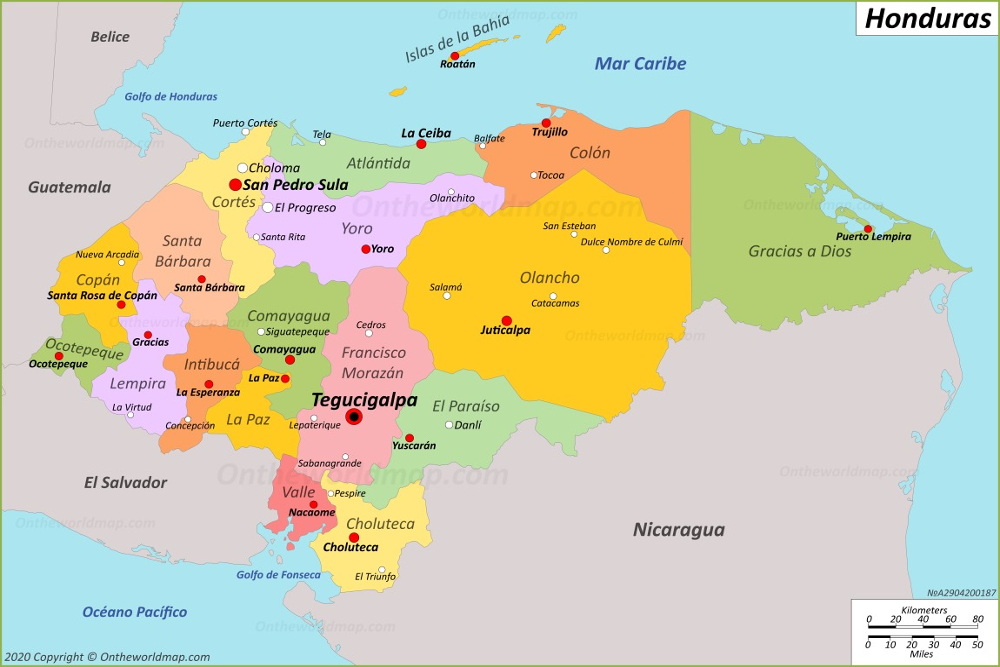 Honduras
Ontheworldmap.com
Belice
Islas de la Bahía
Roatán
Mar Caribe
Golfo de Honduras
Puerto Cortés
Tela
La Ceiba
Balfate
Trujillo
Ontheworldmap.com
Choloma
Atlántida
Colón
Guatemala
San Pedro Sula
Tocoa
Cortés
El Progreso
Olanchito
Ontheworldmap.com
Ontheworldmap.com
Yoro
Santa Rita
Yoro
San Esteban
Dulce Nombre de Culmí
Puerto Lempira
Gracias a Dios
Santa
Bárbara
Nueva Arcadia
Copán
Santa Rosa de Copán
Santa Bárbara
Salamá
Olancho
Catacamas
Juticalpa
Ontheworldmap.com
Ontheworldmap.com
Comayagua
Siguatepeque
Cedros
Gracias
Ocotepeque
Ocotepeque
Comayagua
Francisco
Morazán
Intibucá
Lempira
La Esperanza
La Paz
Tegucigalpa
La Virtud
Concepción
La Paz
Lepaterique
El Paraíso
Danlí
Yuscarán
Sabanagrande
Ontheworldmap.com
Ontheworldmap.com
El Salvador
Valle
Pespire
Nacaome
Choluteca
Choluteca
Ontheworldmap.com
Nicaragua
Golfo de Fonseca
El Triunfo
Océano Pacífico
Ontheworldmap.com
№A2904200187
Kilometers
0 20 40 60 80
0 10 20 30 40 50
Miles
2020 Copyright © Ontheworldmap.com